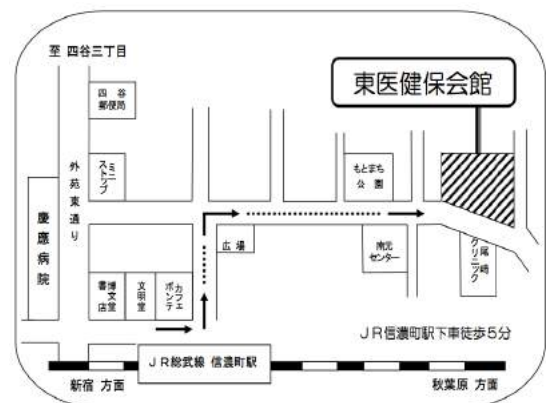 至 四谷三丁目
東医健保会館
四谷
郵便局
外苑東通り
ミニ
ストップ
もとまち
公園
慶應病院
広場
南元
センター
尾崎
クリニック
博文堂
書店
文明堂
カフェ
ボンテ
JR信濃町駅下車徒歩5分
JR総武線 信濃町駅
新宿 方面
秋葉原 方面